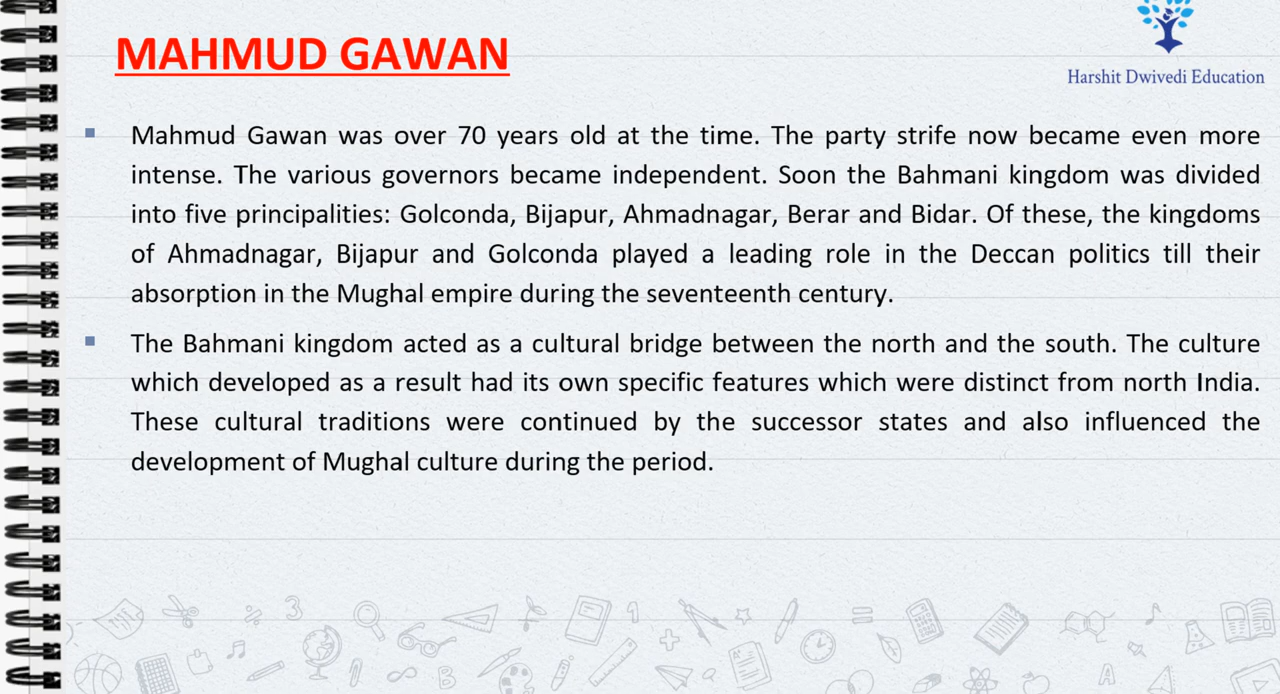 MAHMUD GAWAN
Harshit Dwivedi Education
▪ Mahmud Gawan was over 70 years old at the time. The party strife now became even more
intense. The various governors became independent. Soon the Bahmani kingdom was divided
into five principalities: Golconda, Bijapur, Ahmadnagar, Berar and Bidar. Of these, the kingdoms
of Ahmadnagar, Bijapur and Golconda played a leading role in the Deccan politics till their
absorption in the Mughal empire during the seventeenth century.
▪ The Bahmani kingdom acted as a cultural bridge between the north and the south. The culture
which developed as a result had its own specific features which were distinct from north India.
These cultural traditions were continued by the successor states and also influenced the
development of Mughal culture during the period.